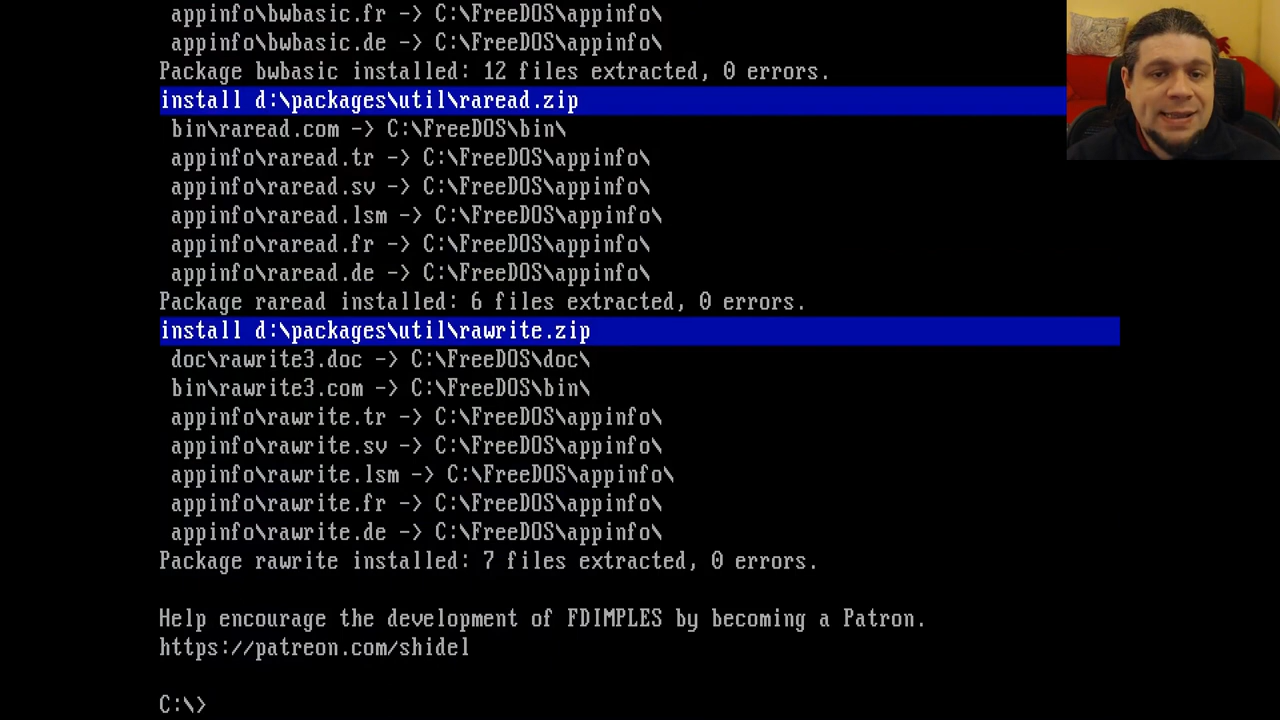 appinfo\bwbasic.fr -> C:\FreeDOS\appinfo\
appinfo\bwbasic.de -> C:\FreeDOS\appinfo\
Package bwbasic installed: 12 files extracted, 0 errors.
install d:\packages\util\raread.zip
bin\raread.com -> C:\FreeDOS\bin\
appinfo\raread.tr -> C:\FreeDOS\appinfo\
appinfo\raread.sv -> C:\FreeDOS\appinfo\
appinfo\raread.lsm -> C:\FreeDOS\appinfo\
appinfo\raread.fr -> C:\FreeDOS\appinfo\
appinfo\raread.de -> C:\FreeDOS\appinfo\
Package raread installed: 6 files extracted, 0 errors.
install d:\packages\util\rawrite.zip
doc\rawrite3.doc -> C:\FreeDOS\doc\
bin\rawrite3.com -> C:\FreeDOS\bin\
appinfo\rawrite.tr -> C:\FreeDOS\appinfo\
appinfo\rawrite.sv -> C:\FreeDOS\appinfo\
appinfo\rawrite.lsm -> C:\FreeDOS\appinfo\
appinfo\rawrite.fr -> C:\FreeDOS\appinfo\
appinfo\rawrite.de -> C:\FreeDOS\appinfo\
Package rawrite installed: 7 files extracted, 0 errors.
Help encourage the development of FDIMPLES by becoming a Patron.
https://patreon.com/shidel
C:\>